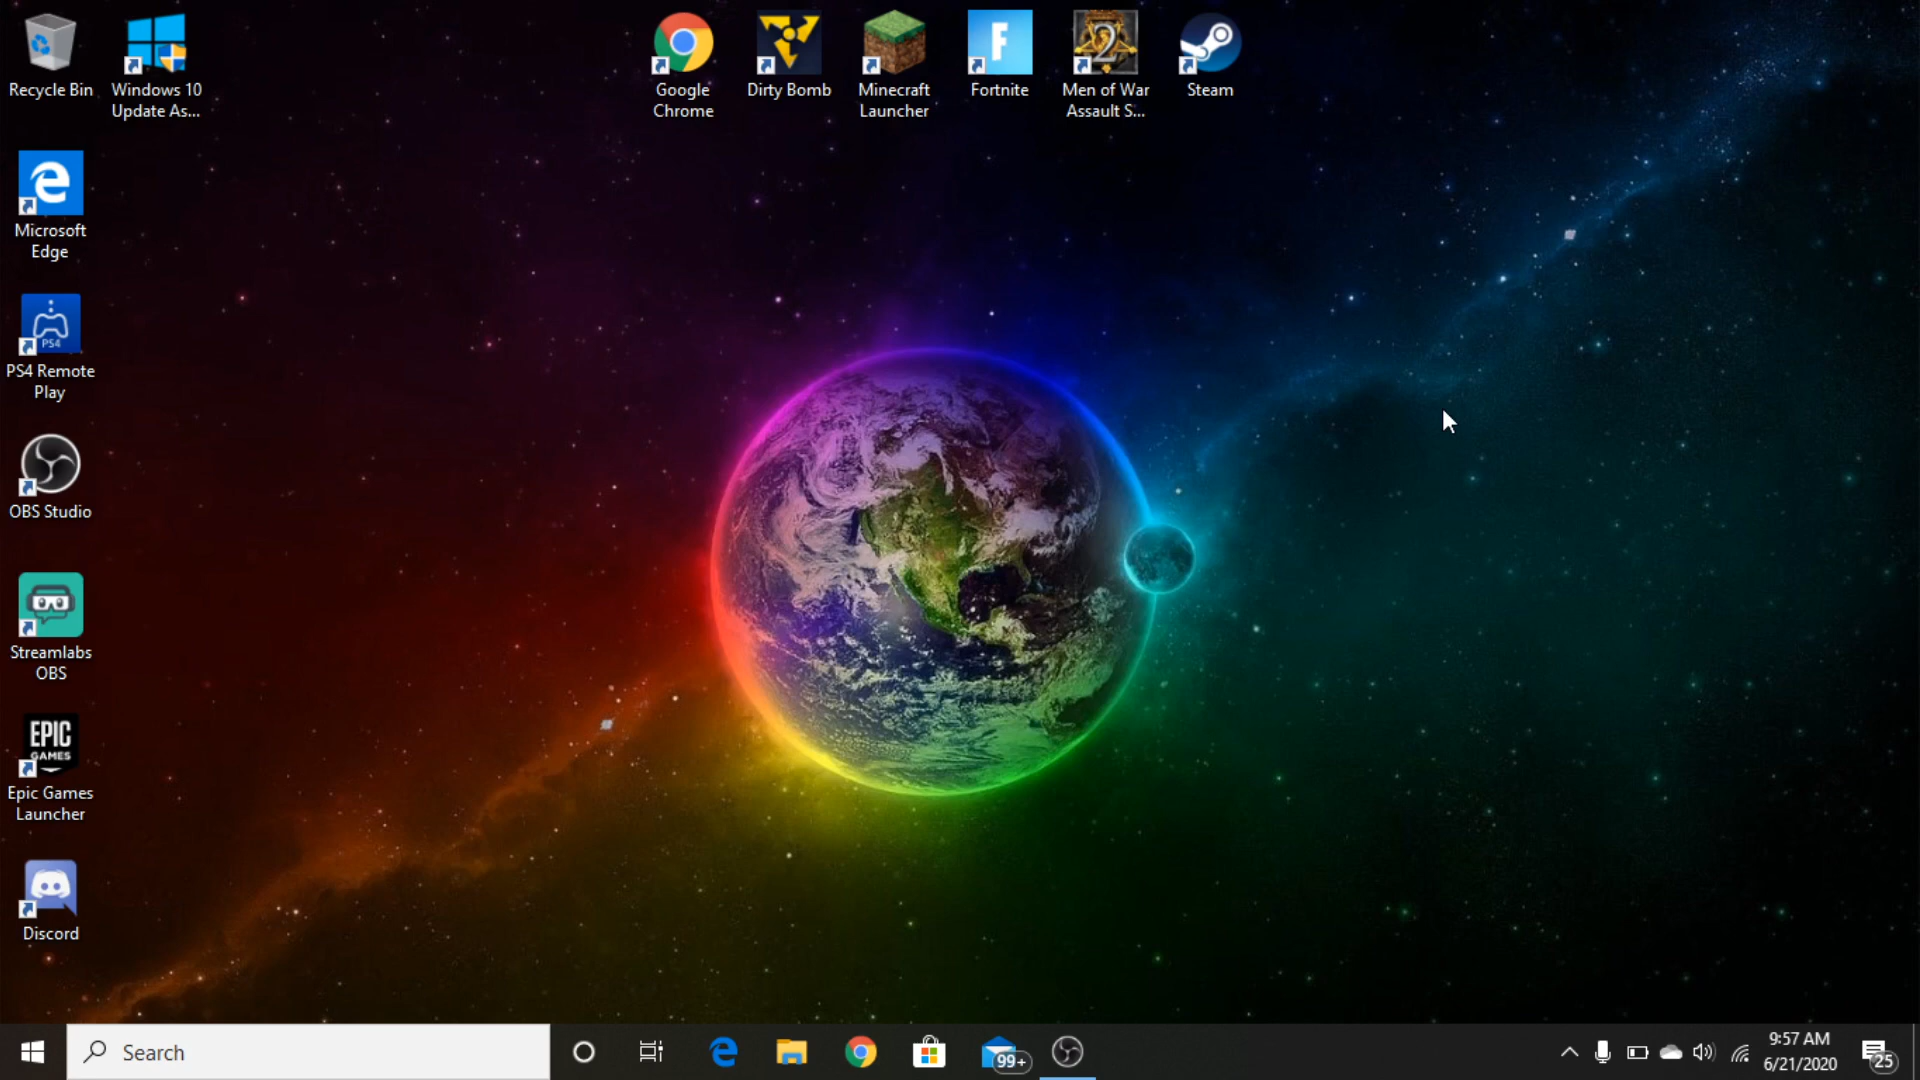 Recycle Bin
Windows 10
Update As...
Google
Chrome
Dirty Bomb
Minecraft
Launcher
F
Fortnite
2
Men of War
Assault S...
Steam
Microsoft
Edge
PS4
PS4 Remote
Play
OBS Studio
Streamlabs
OBS
EPIC
GAMES
Epic Games
Launcher
Discord
Search
99+
9:57 AM
6/21/2020
25